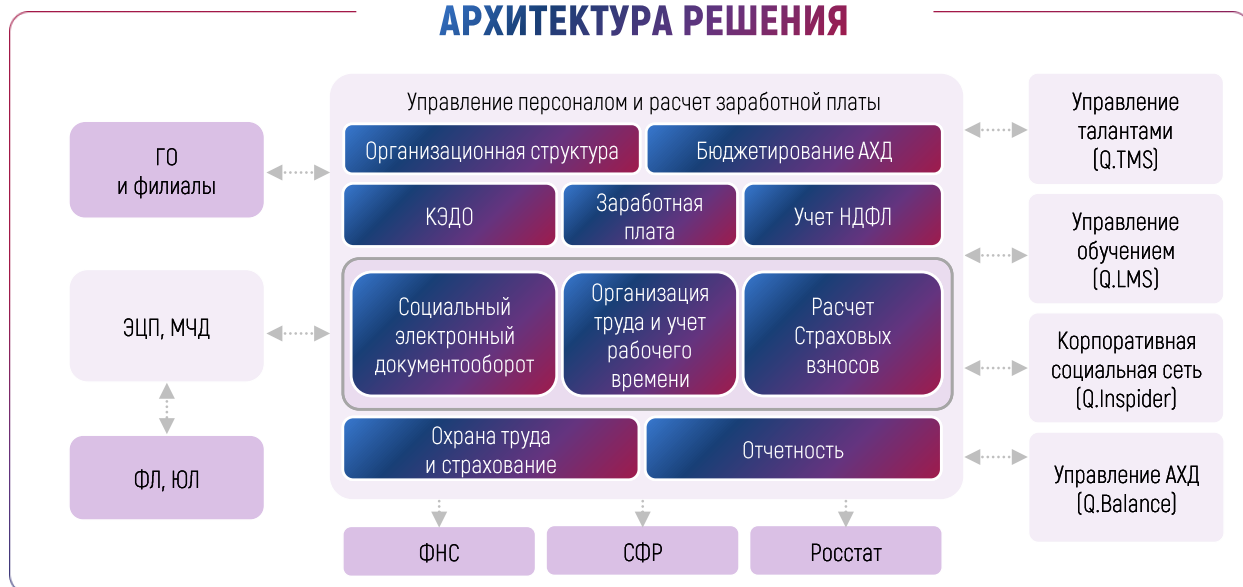 АРХИТЕКТУРА РЕШЕНИЯ
Управление персоналом и расчет заработной платы
Организационная структура
Бюджетирование АХД
КЭДО
Заработная
плата
Учет НДФЛ
Социальный
электронный
документооборот
Организация
труда и учет
рабочего
времени
Расчет
Страховых
взносов
Охрана труда
и страхование
Отчетность
ГО
и филиалы
ЭЦП, МЧД
ФЛ, ЮЛ
Управление
талантами
(Q.TMS)
Управление
обучением
(Q.LMS)
Корпоративная
социальная сеть
(Q.Inspider)
Управление АХД
(Q.Balance)
ФНС
СФР
Росстат